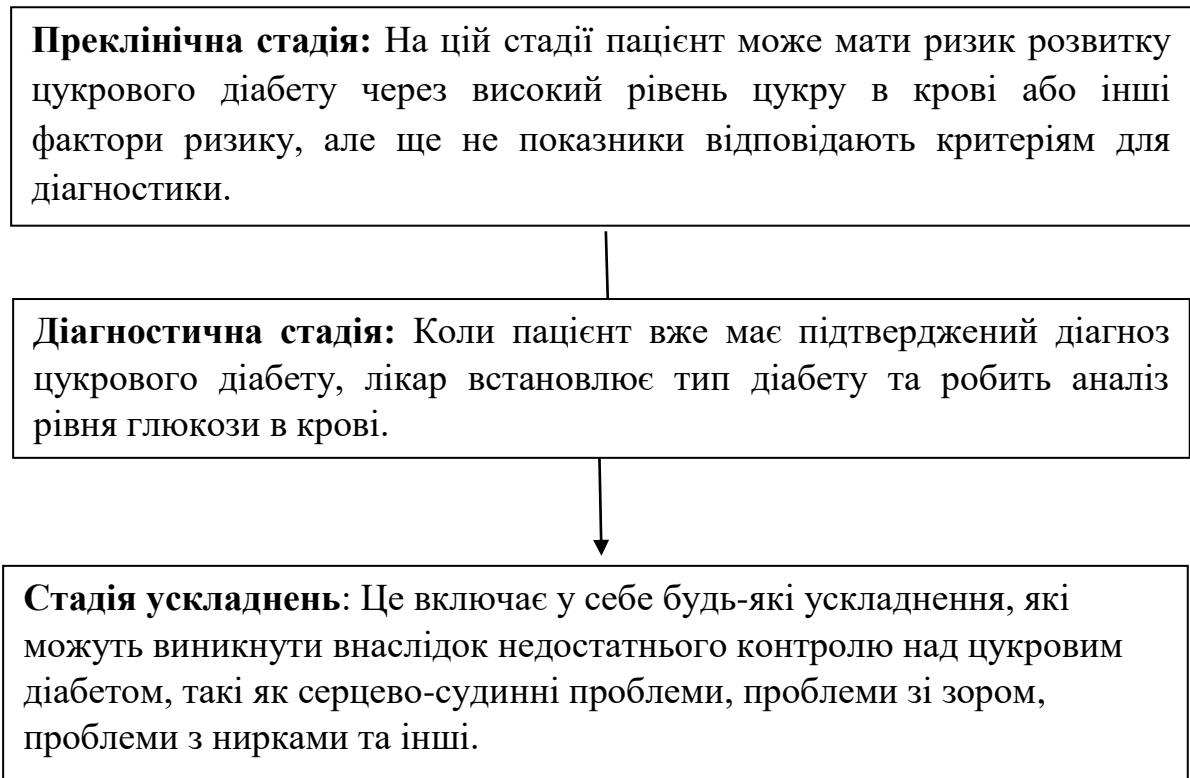 Преклінічна стадія: На цій стадії пацієнт може мати ризик розвитку
цукрового діабету через високий рівень цукру в крові або інші
фактори ризику, але ще не показники відповідають критеріям для
діагностики.
Діагностична стадія: Коли пацієнт вже має підтверджений діагноз
цукрового діабету, лікар встановлює тип діабету та робить аналіз
рівня глюкози в крові.
Стадія ускладнень: Це включає у себе будь-які ускладнення, які
можуть виникнути внаслідок недостатнього контролю над цукровим
діабетом, такі як серцево-судинні проблеми, проблеми зі зором,
проблеми з нирками та інші.